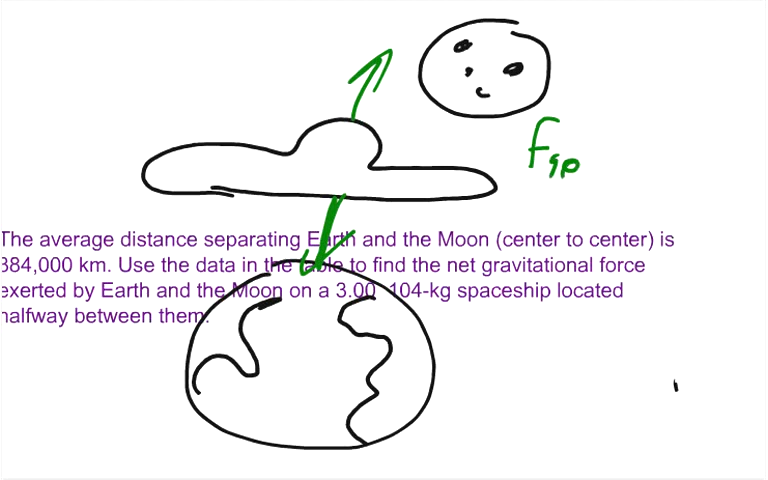 fsp
The average distance separating Earth and the Moon (center to center) is
384,000 km. Use the data in the table to find the net gravitational force
exerted by Earth and the Moon on a 3.00 104-kg spaceship located
halfway between them.